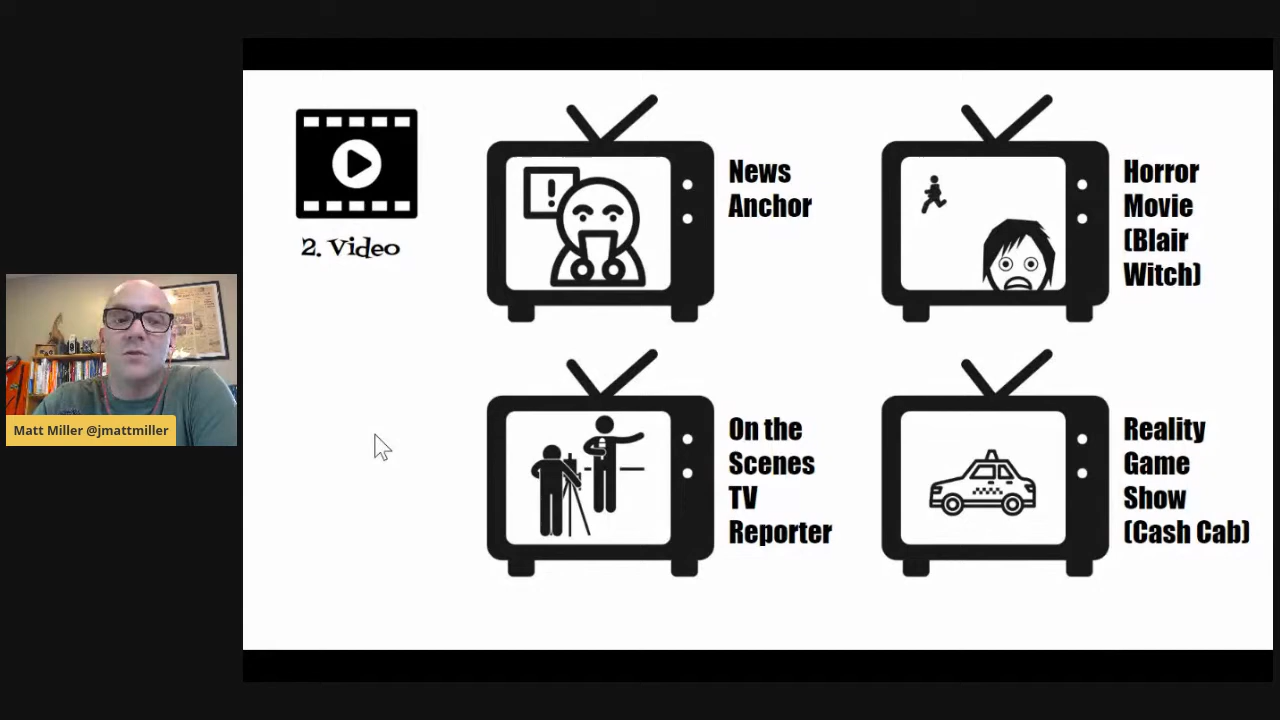 2. Video
!
News
Anchor
Horror
Movie
(Blair
Witch)
On the
Scenes
TV
Reporter
Reality
Game
Show
(Cash Cab)
Matt Miller @jmattmiller